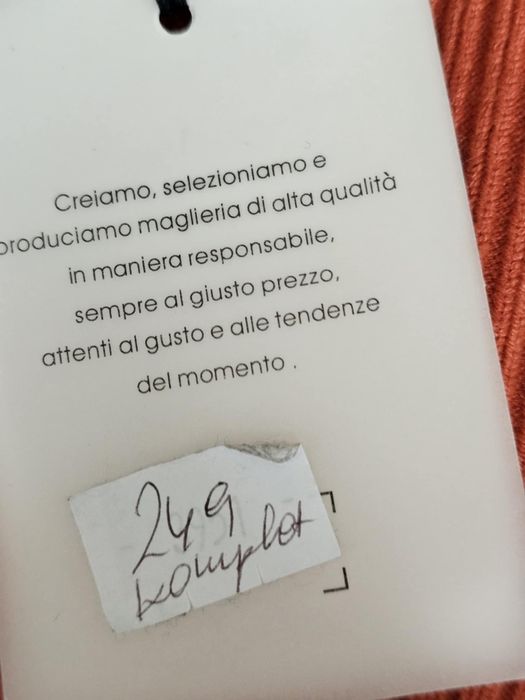 Creiamo, selezioniamo e
produciamo maglieria di alta qualità
in maniera responsabile,
sempre al giusto prezzo,
attenti al gusto e alle tendenze
del momento .
249
komplet